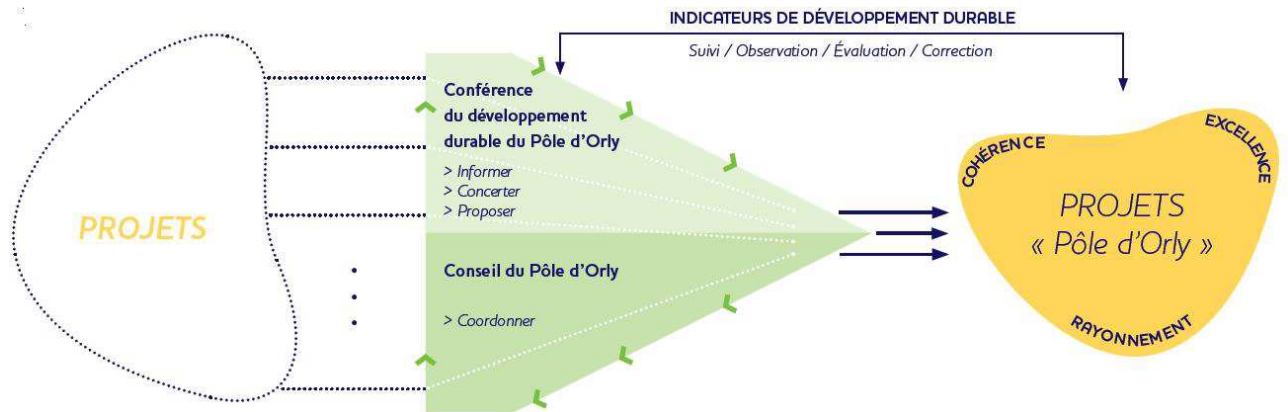 INDICATEURS DE DÉVELOPPEMENT DURABLE
Suivi / Observation / Évaluation / Correction
PROJETS
Conférence
du développement
durable du Pôle d'Orly
> Informer
> Concerter
> Proposer
Conseil du Pôle d'Orly
> Coordonner
COHÉRENCE
EXCELLENCE
PROJETS
« Pôle d'Orly »
RAYONNEMENT